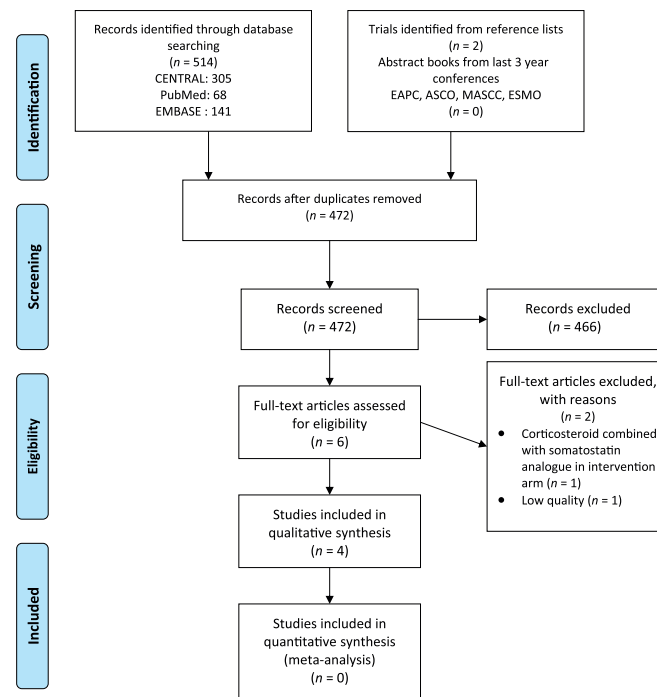 Identification
Records identified through database
searching
(n = 514)
CENTRAL: 305
PubMed: 68
EMBASE : 141
Trials identified from reference lists
(n = 2)
Abstract books from last 3 year
conferences
EAPC, ASCO, MASCC, ESMO
(n = 0)
Records after duplicates removed
(n = 472)
Screening
Records screened
(n = 472)
Records excluded
(n = 466)
Eligibility
Full-text articles assessed
for eligibility
(n = 6)
Full-text articles excluded,
with reasons
(n = 2)
● Corticosteroid combined
with somatostatin
analogue in intervention
arm (n = 1)
● Low quality (n = 1)
Studies included in
qualitative synthesis
(n = 4)
Included
Studies included in
quantitative synthesis
(meta-analysis)
(n = 0)